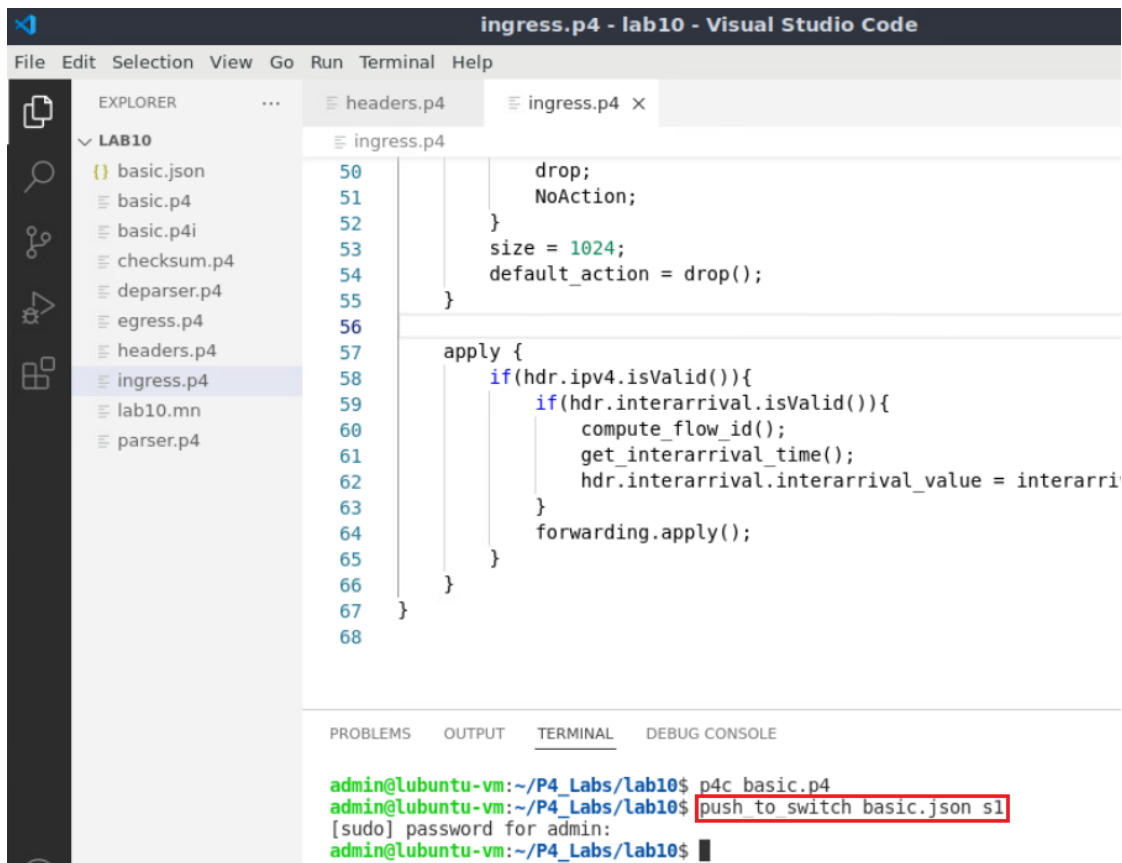 ingress.p4 - lab10 - Visual Studio Code
File Edit Selection View Go Run Terminal Help
EXPLORER ...
headers.p4
ingress.p4 ×
LAB10
ingress.p4
{} basic.json
basic.p4
basic.p4i
checksum.p4
deparser.p4
egress.p4
headers.p4
ingress.p4
lab10.mn
parser.p4
50 drop;
51 NoAction;
52 }
53 size = 1024;
54 default_action = drop();
55 }
56
57 apply {
58 if(hdr.ipv4.isValid()){
59 if(hdr.interarrival.isValid()){
60 compute_flow_id();
61 get_interarrival_time();
62 hdr.interarrival.interarrival_value = interarri
63 }
64 forwarding.apply();
65 }
66 }
67 }
68
PROBLEMS OUTPUT TERMINAL DEBUG CONSOLE
admin@lubuntu-vm:~/P4_Labs/lab10$ p4c basic.p4
admin@lubuntu-vm:~/P4_Labs/lab10$ push_to_switch basic.json s1
[sudo] password for admin:
admin@lubuntu-vm:~/P4_Labs/lab10$